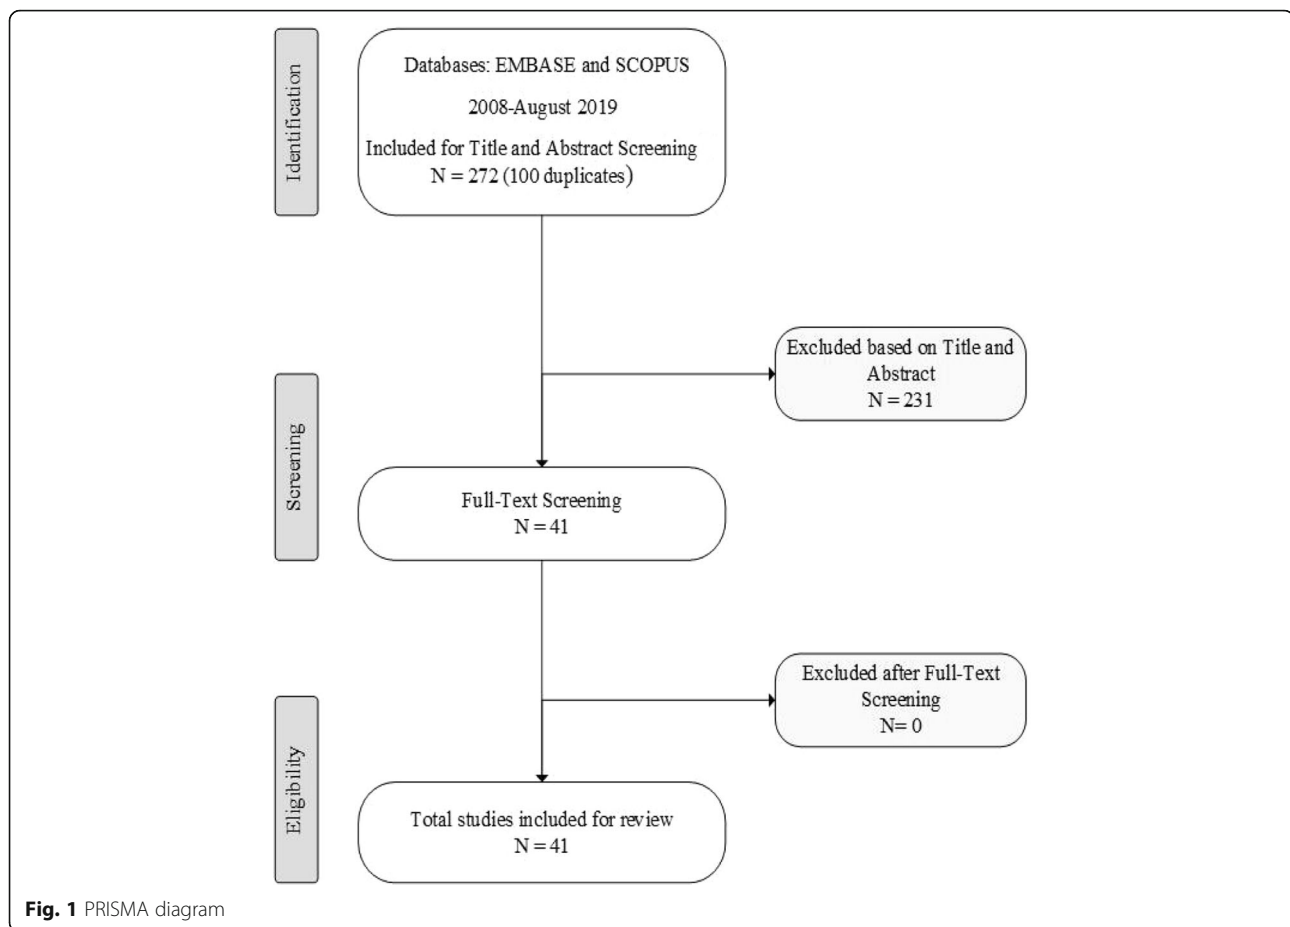 Identification
Databases: EMBASE and SCOPUS
2008-August 2019
Included for Title and Abstract Screening
N = 272 (100 duplicates)
Excluded based on Title and
Abstract
N = 231
Screening
Full-Text Screening
N = 41
Excluded after Full-Text
Screening
N= 0
Eligibility
Total studies included for review
N = 41
Fig. 1 PRISMA diagram